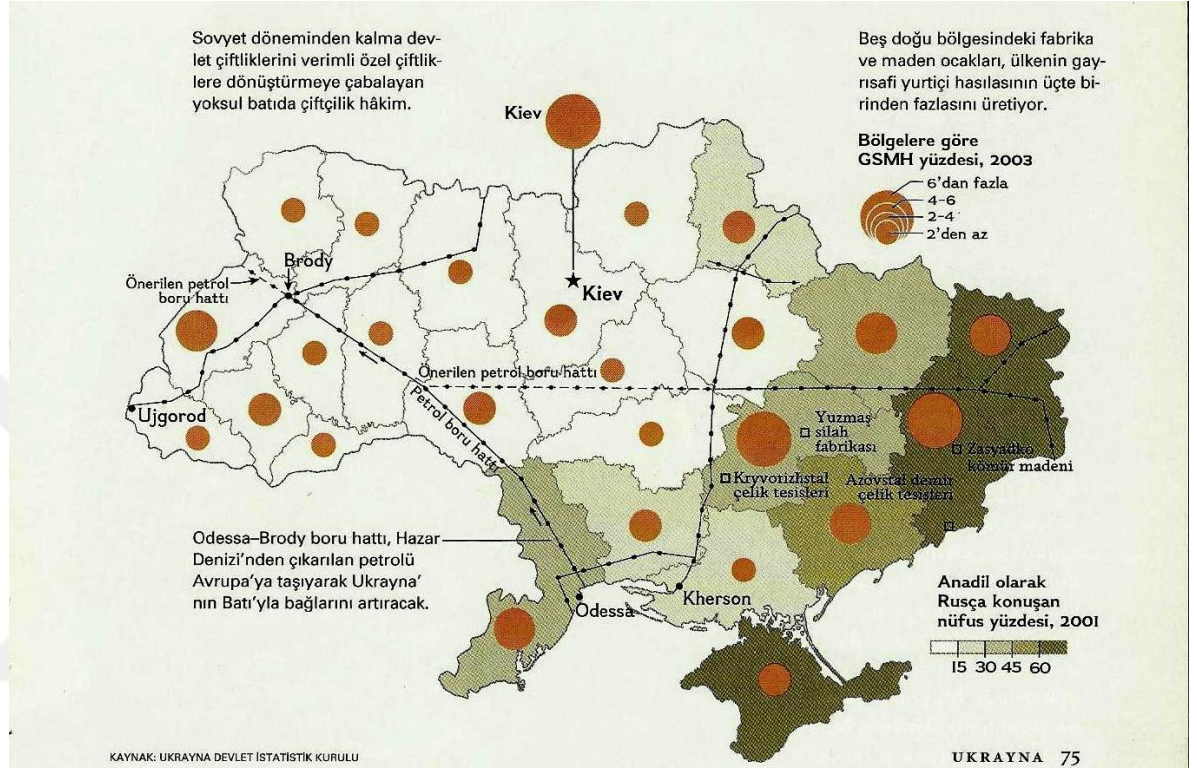 Sovyet döneminden kalma dev-
let çiftliklerini verimli özel çiftlik-
lere dönüştürmeye çabalayan
yoksul batıda çiftçilik hâkim.
Beş doğu bölgesindeki fabrika
ve maden ocakları, ülkenin gay-
rısafi yurtiçi hasılasının üçte bi-
rinden fazlasını üretiyor.
Kiev
Bölgelere göre
GSMH yüzdesi, 2003
6'dan fazla
4-6
2-4
2'den az
Brody
Önerilen petrol
boru hattı
Kiev
Önerilen petrol boru hattı
Petrol boru hattı
Ujgorod
Yuzmaş
silah
fabrikası
Zasyadko
kömür madeni
Kryvorizhstal
çelik tesisleri
Azovstal demir
çelik tesisleri
Odessa–Brody boru hattı, Hazar
Denizi'nden çıkarılan petrolü
Avrupa'ya taşıyarak Ukrayna'
nın Batı'yla bağlarını artıracak.
Odessa
Kherson
Anadil olarak
Rusça konuşan
nüfus yüzdesi, 2001
15 30 45 60
KAYNAK: UKRAYNA DEVLET İSTATİSTİK KURULU
UKRAYNA 75